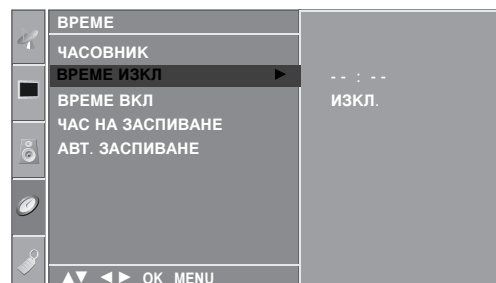 ВРЕМЕ
ЧАСОВНИК
ВРЕМЕ ИЗКЛ ►
- - : - -
ВРЕМЕ ВКЛ
ИЗКЛ.
ЧАС НА ЗАСПИВАНЕ
АВТ. ЗАСПИВАНЕ
▲▼ ◄► OK MENU